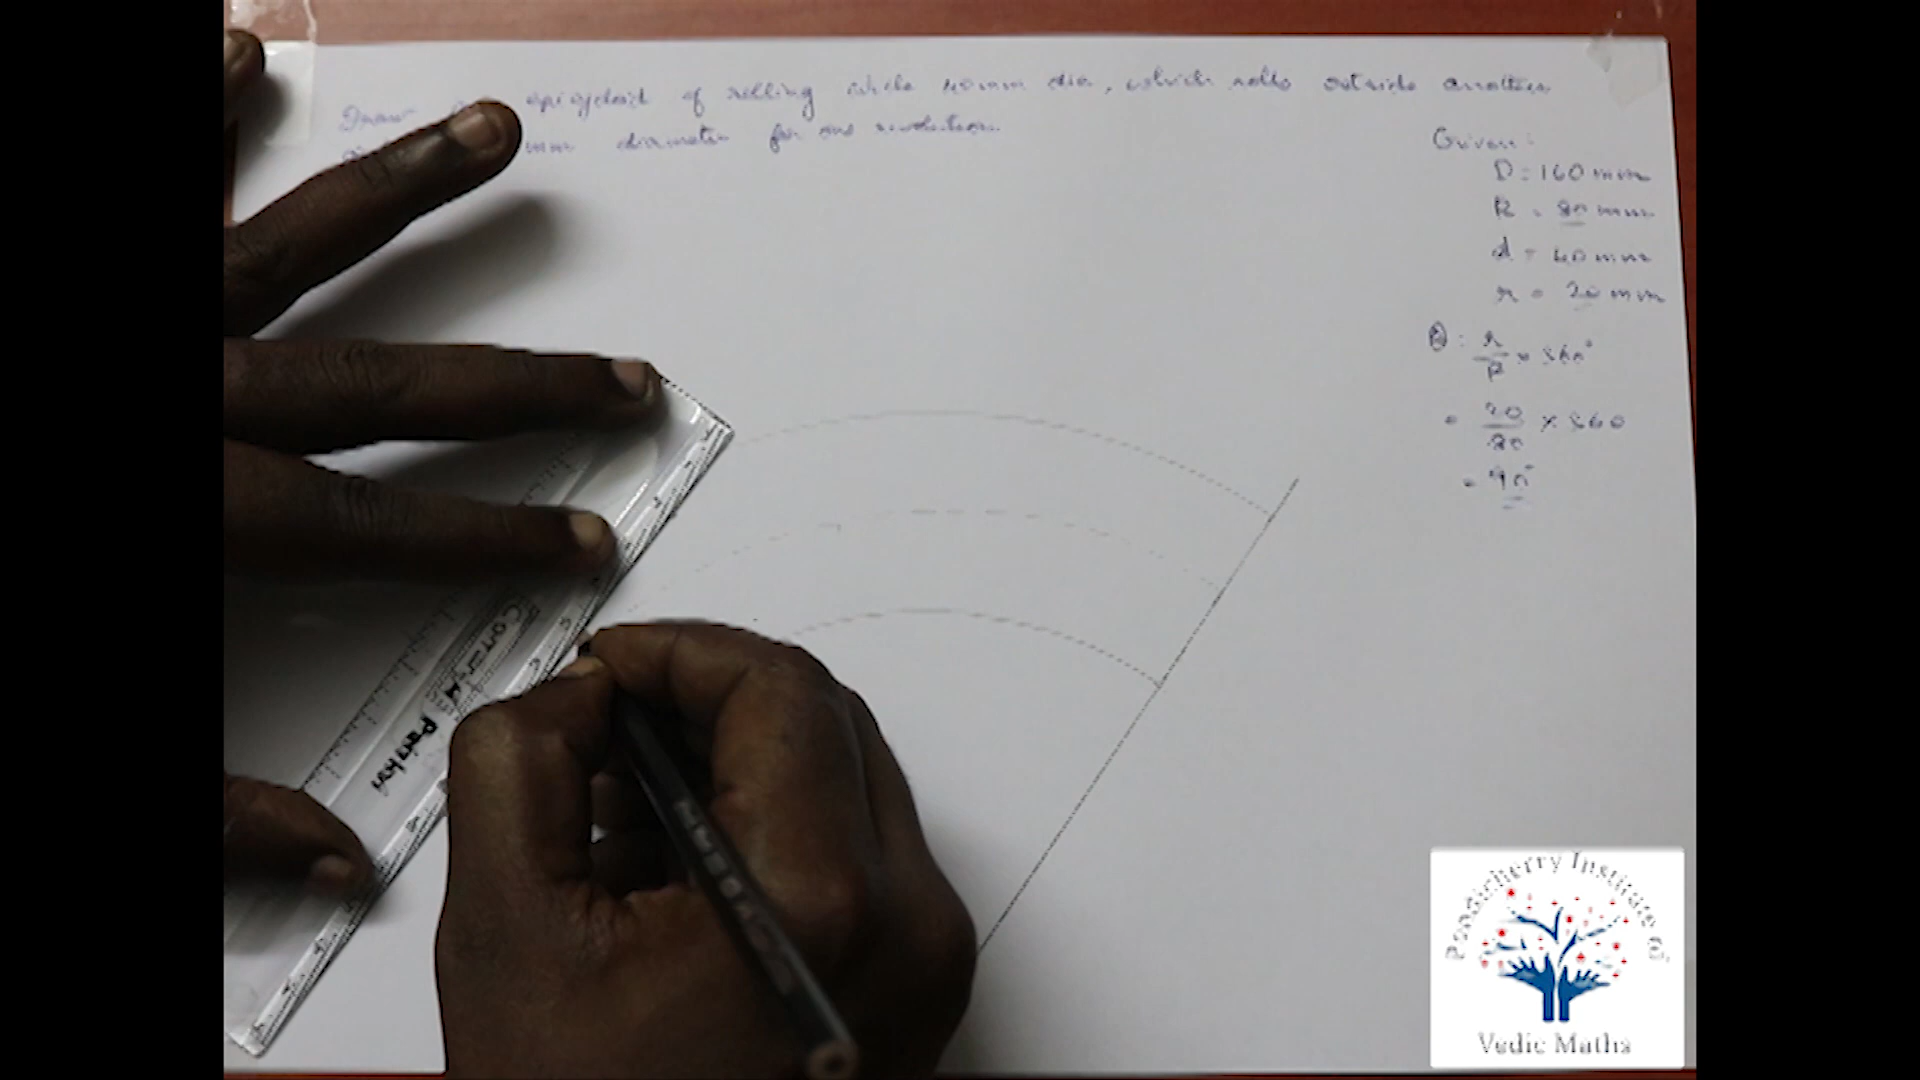 Draw epicycloid of rolling circle 40mm dia, which rolls outside another
mm diameter for one revolution.
Given:
D = 160 mm
R = 80 mm
d = 40 mm
r = 20 mm
θ = r/R × 360°
= 20/80 × 360
= 90°
Pondicherry Institute of
Vedic Maths